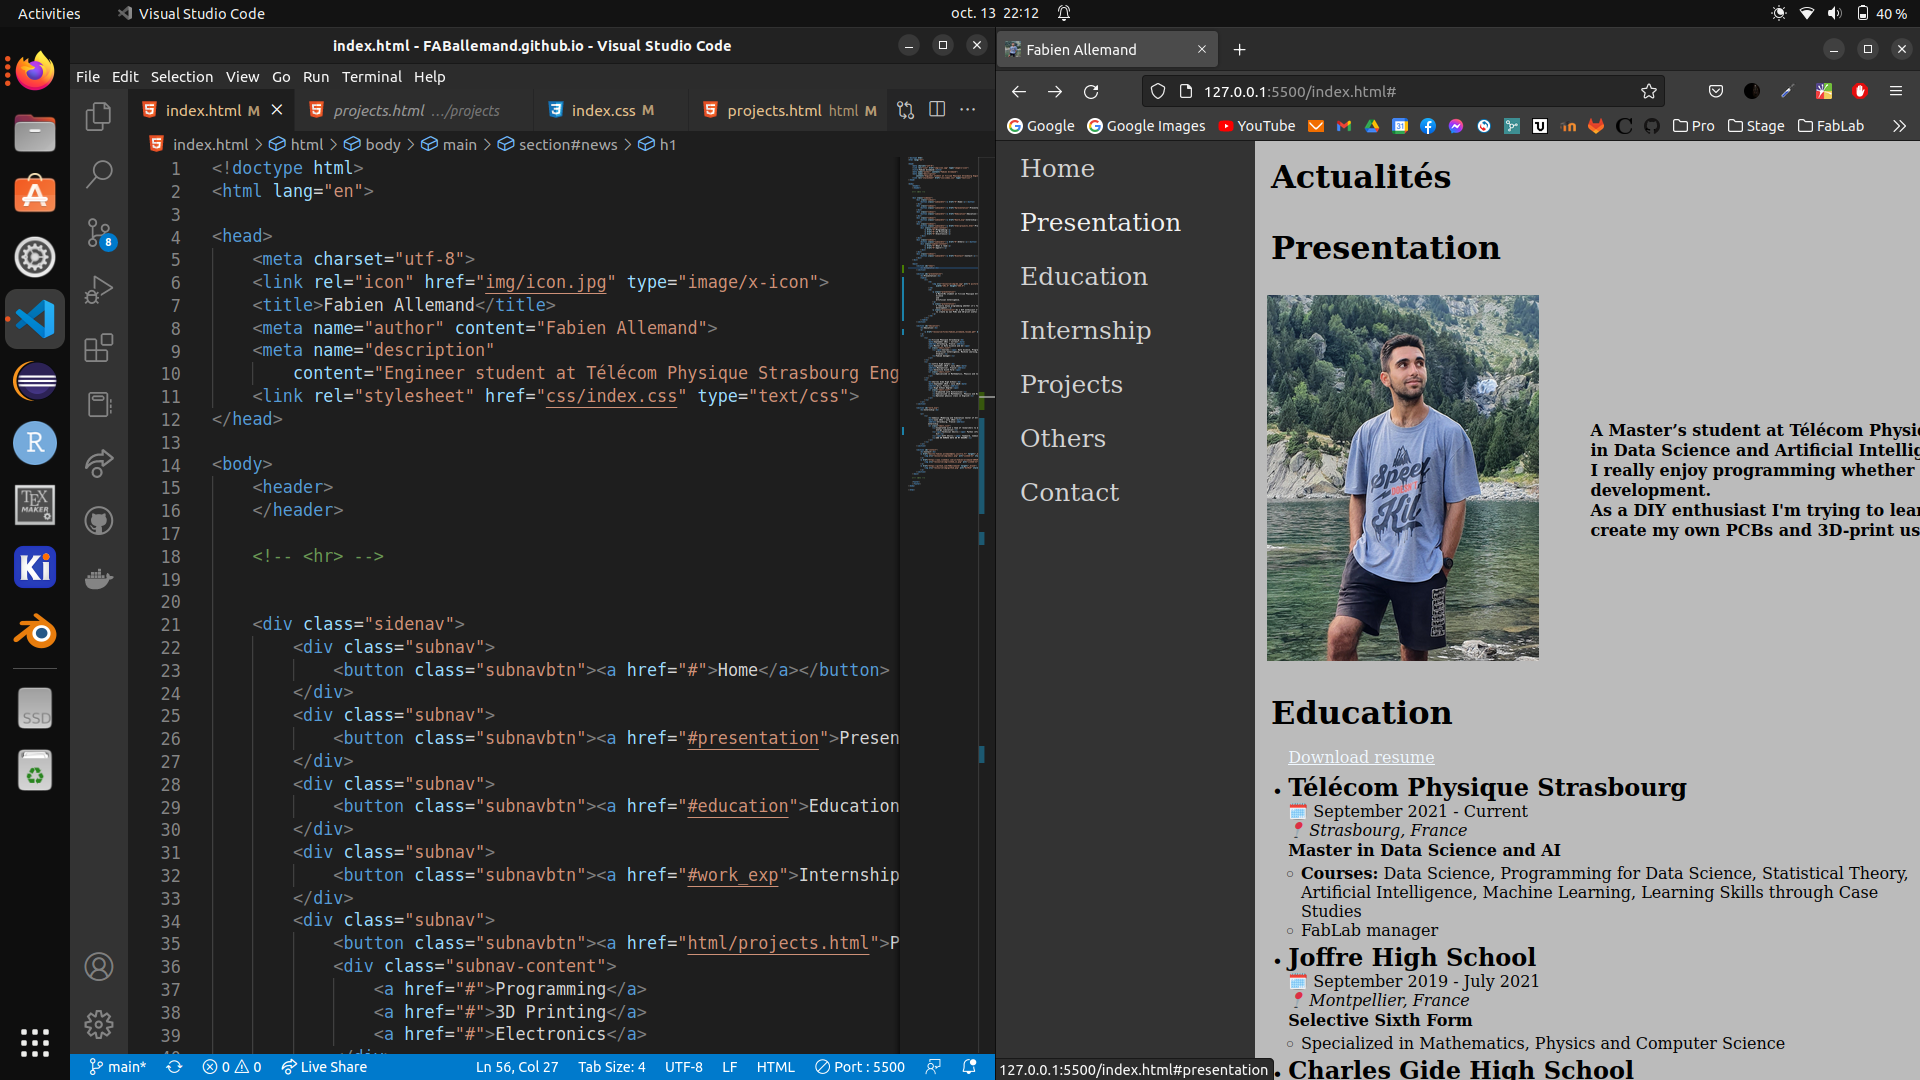 Activities
Visual Studio Code
oct. 13 22:12
40 %
index.html - FABallemand.github.io - Visual Studio Code
File Edit Selection View Go Run Terminal Help
index.html M
projects.html …/projects
index.css M
projects.html html M
index.html > html > body > main > section#news > h1
1 <!doctype html>
2 <html lang="en">
3
4 <head>
5 <meta charset="utf-8">
6 <link rel="icon" href="img/icon.jpg" type="image/x-icon">
7 <title>Fabien Allemand</title>
8 <meta name="author" content="Fabien Allemand">
9 <meta name="description"
10 content="Engineer student at Télécom Physique Strasbourg Eng
11 <link rel="stylesheet" href="css/index.css" type="text/css">
12 </head>
13
14 <body>
15 <header>
16 </header>
17
18 <!-- <hr> -->
19
20
21 <div class="sidenav">
22 <div class="subnav">
23 <button class="subnavbtn"><a href="#">Home</a></button>
24 </div>
25 <div class="subnav">
26 <button class="subnavbtn"><a href="#presentation">Presen
27 </div>
28 <div class="subnav">
29 <button class="subnavbtn"><a href="#education">Education
30 </div>
31 <div class="subnav">
32 <button class="subnavbtn"><a href="#work_exp">Internship
33 </div>
34 <div class="subnav">
35 <button class="subnavbtn"><a href="html/projects.html">P
36 <div class="subnav-content">
37 <a href="#">Programming</a>
38 <a href="#">3D Printing</a>
39 <a href="#">Electronics</a>
8
SSD
R
TEX MAKER
Ki
main*
0 0
Live Share
Ln 56, Col 27
Tab Size: 4
UTF-8
LF
HTML
Port : 5500
Fabien Allemand
127.0.0.1:5500/index.html#
Google
Google Images
YouTube
Pro
Stage
FabLab
Home
Presentation
Education
Internship
Projects
Others
Contact
Actualités
Presentation
Speed
DOESN'T
Kill
A Master’s student at Télécom Physi
in Data Science and Artificial Intellig
I really enjoy programming whether
development.
As a DIY enthusiast I'm trying to lear
create my own PCBs and 3D-print us
Education
Download resume
• Télécom Physique Strasbourg
🗓️ September 2021 - Current
📍 Strasbourg, France
Master in Data Science and AI
◦ Courses: Data Science, Programming for Data Science, Statistical Theory,
Artificial Intelligence, Machine Learning, Learning Skills through Case
Studies
◦ FabLab manager
• Joffre High School
🗓️ September 2019 - July 2021
📍 Montpellier, France
Selective Sixth Form
◦ Specialized in Mathematics, Physics and Computer Science
• Charles Gide High School
127.0.0.1:5500/index.html#presentation